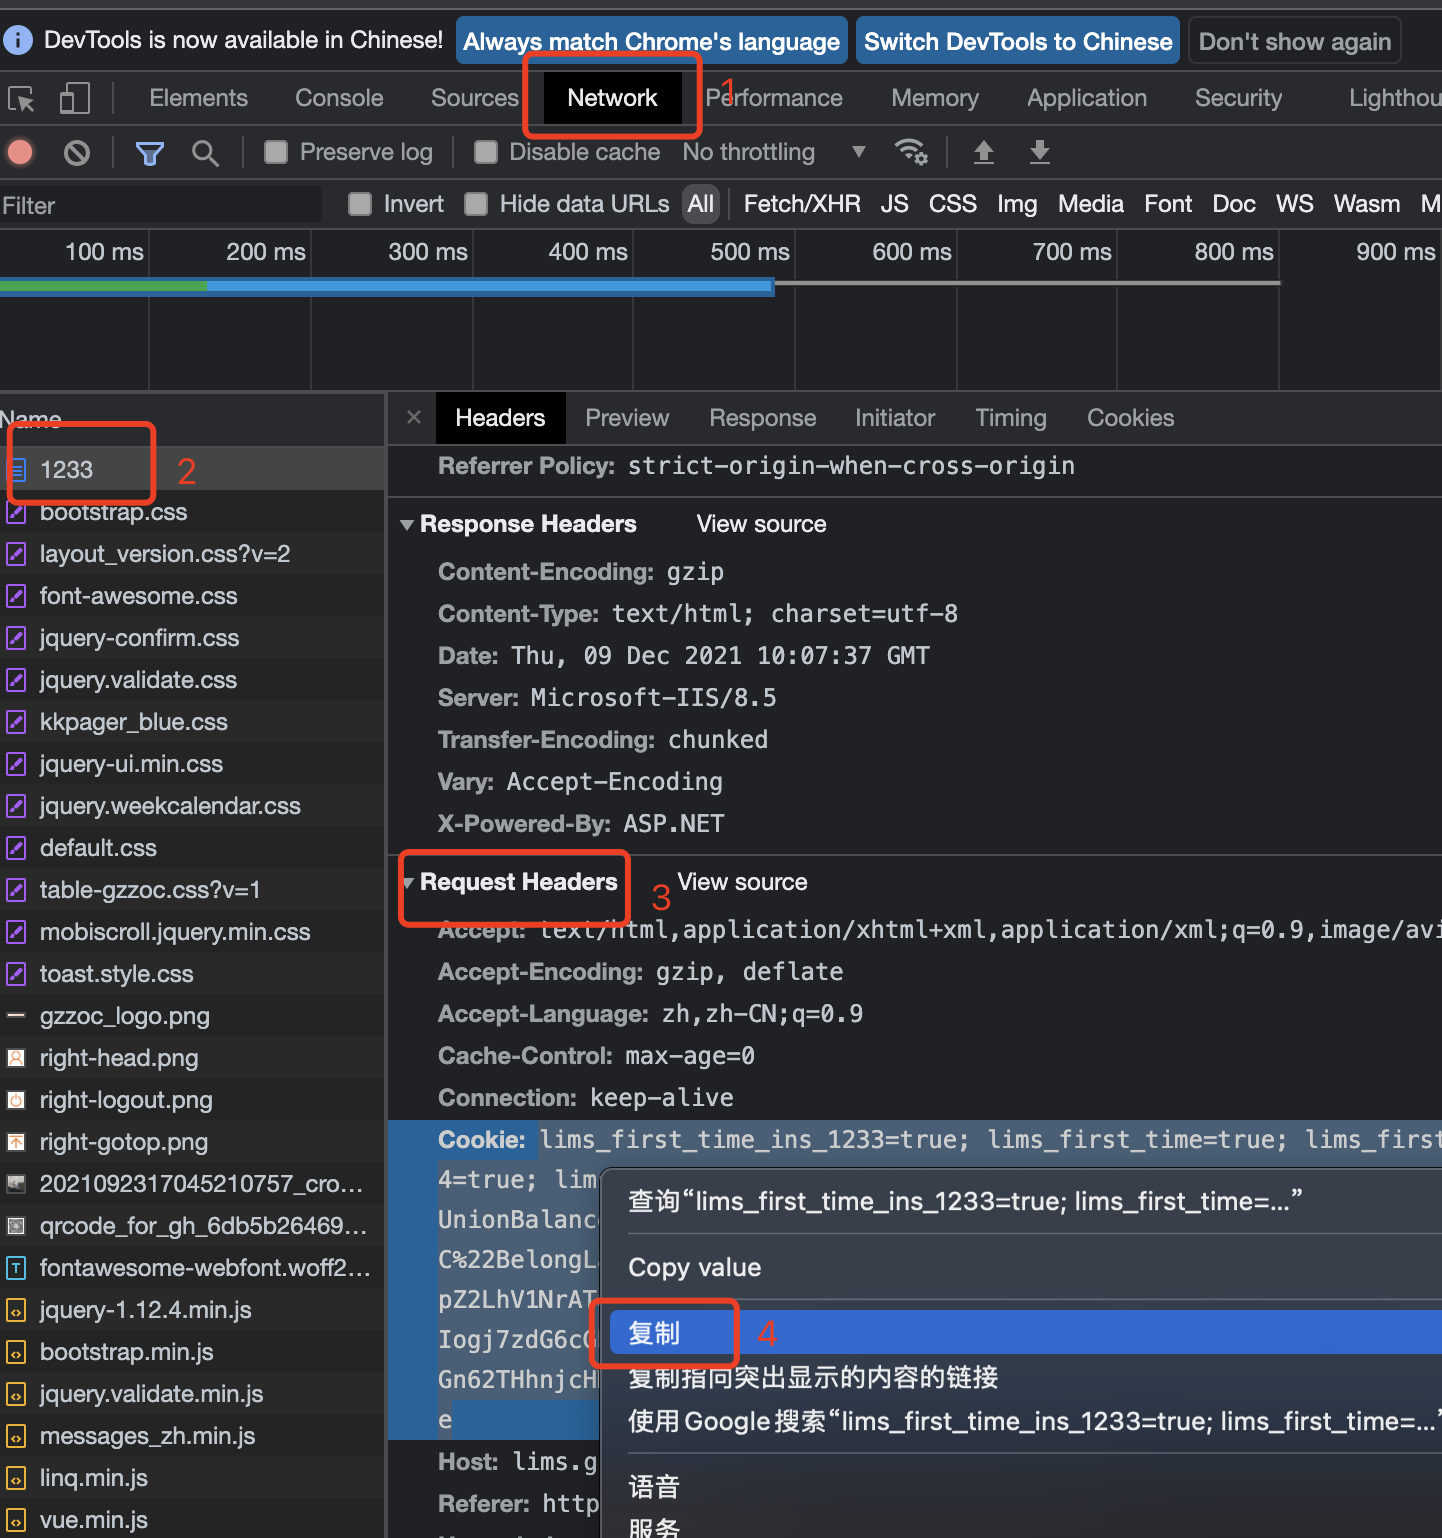 DevTools is now available in Chinese! Always match Chrome's language Switch DevTools to Chinese Don't show again
Elements Console Sources Network 1 Performance Memory Application Security Lighthou
Preserve log Disable cache No throttling
Filter Invert Hide data URLs All Fetch/XHR JS CSS Img Media Font Doc WS Wasm M
100 ms 200 ms 300 ms 400 ms 500 ms 600 ms 700 ms 800 ms 900 ms
Name
1233 2
bootstrap.css
layout_version.css?v=2
font-awesome.css
jquery-confirm.css
jquery.validate.css
kkpager_blue.css
jquery-ui.min.css
jquery.weekcalendar.css
default.css
table-gzzoc.css?v=1
mobiscroll.jquery.min.css
toast.style.css
gzzoc_logo.png
right-head.png
right-logout.png
right-gotop.png
2021092317045210757_cro...
qrcode_for_gh_6db5b26469...
fontawesome-webfont.woff2...
jquery-1.12.4.min.js
bootstrap.min.js
jquery.validate.min.js
messages_zh.min.js
linq.min.js
vue.min.js
Headers Preview Response Initiator Timing Cookies
Referrer Policy: strict-origin-when-cross-origin
Response Headers View source
Content-Encoding: gzip
Content-Type: text/html; charset=utf-8
Date: Thu, 09 Dec 2021 10:07:37 GMT
Server: Microsoft-IIS/8.5
Transfer-Encoding: chunked
Vary: Accept-Encoding
X-Powered-By: ASP.NET
Request Headers 3 View source
Accept: text/html,application/xhtml+xml,application/xml;q=0.9,image/avi
Accept-Encoding: gzip, deflate
Accept-Language: zh,zh-CN;q=0.9
Cache-Control: max-age=0
Connection: keep-alive
Cookie: lims_first_time_ins_1233=true; lims_first_time=true; lims_first
4=true; lim
UnionBalanc
C%22BelongL
pZ2LhV1NrAT
Iogj7zdG6cG
Gn62THhnjcH
e
Host: lims.g
Referer: http
查询“lims_first_time_ins_1233=true; lims_first_time=...”
Copy value
复制 4
复制指向突出显示的内容的链接
使用Google搜索“lims_first_time_ins_1233=true; lims_first_time=...”
语音
服务